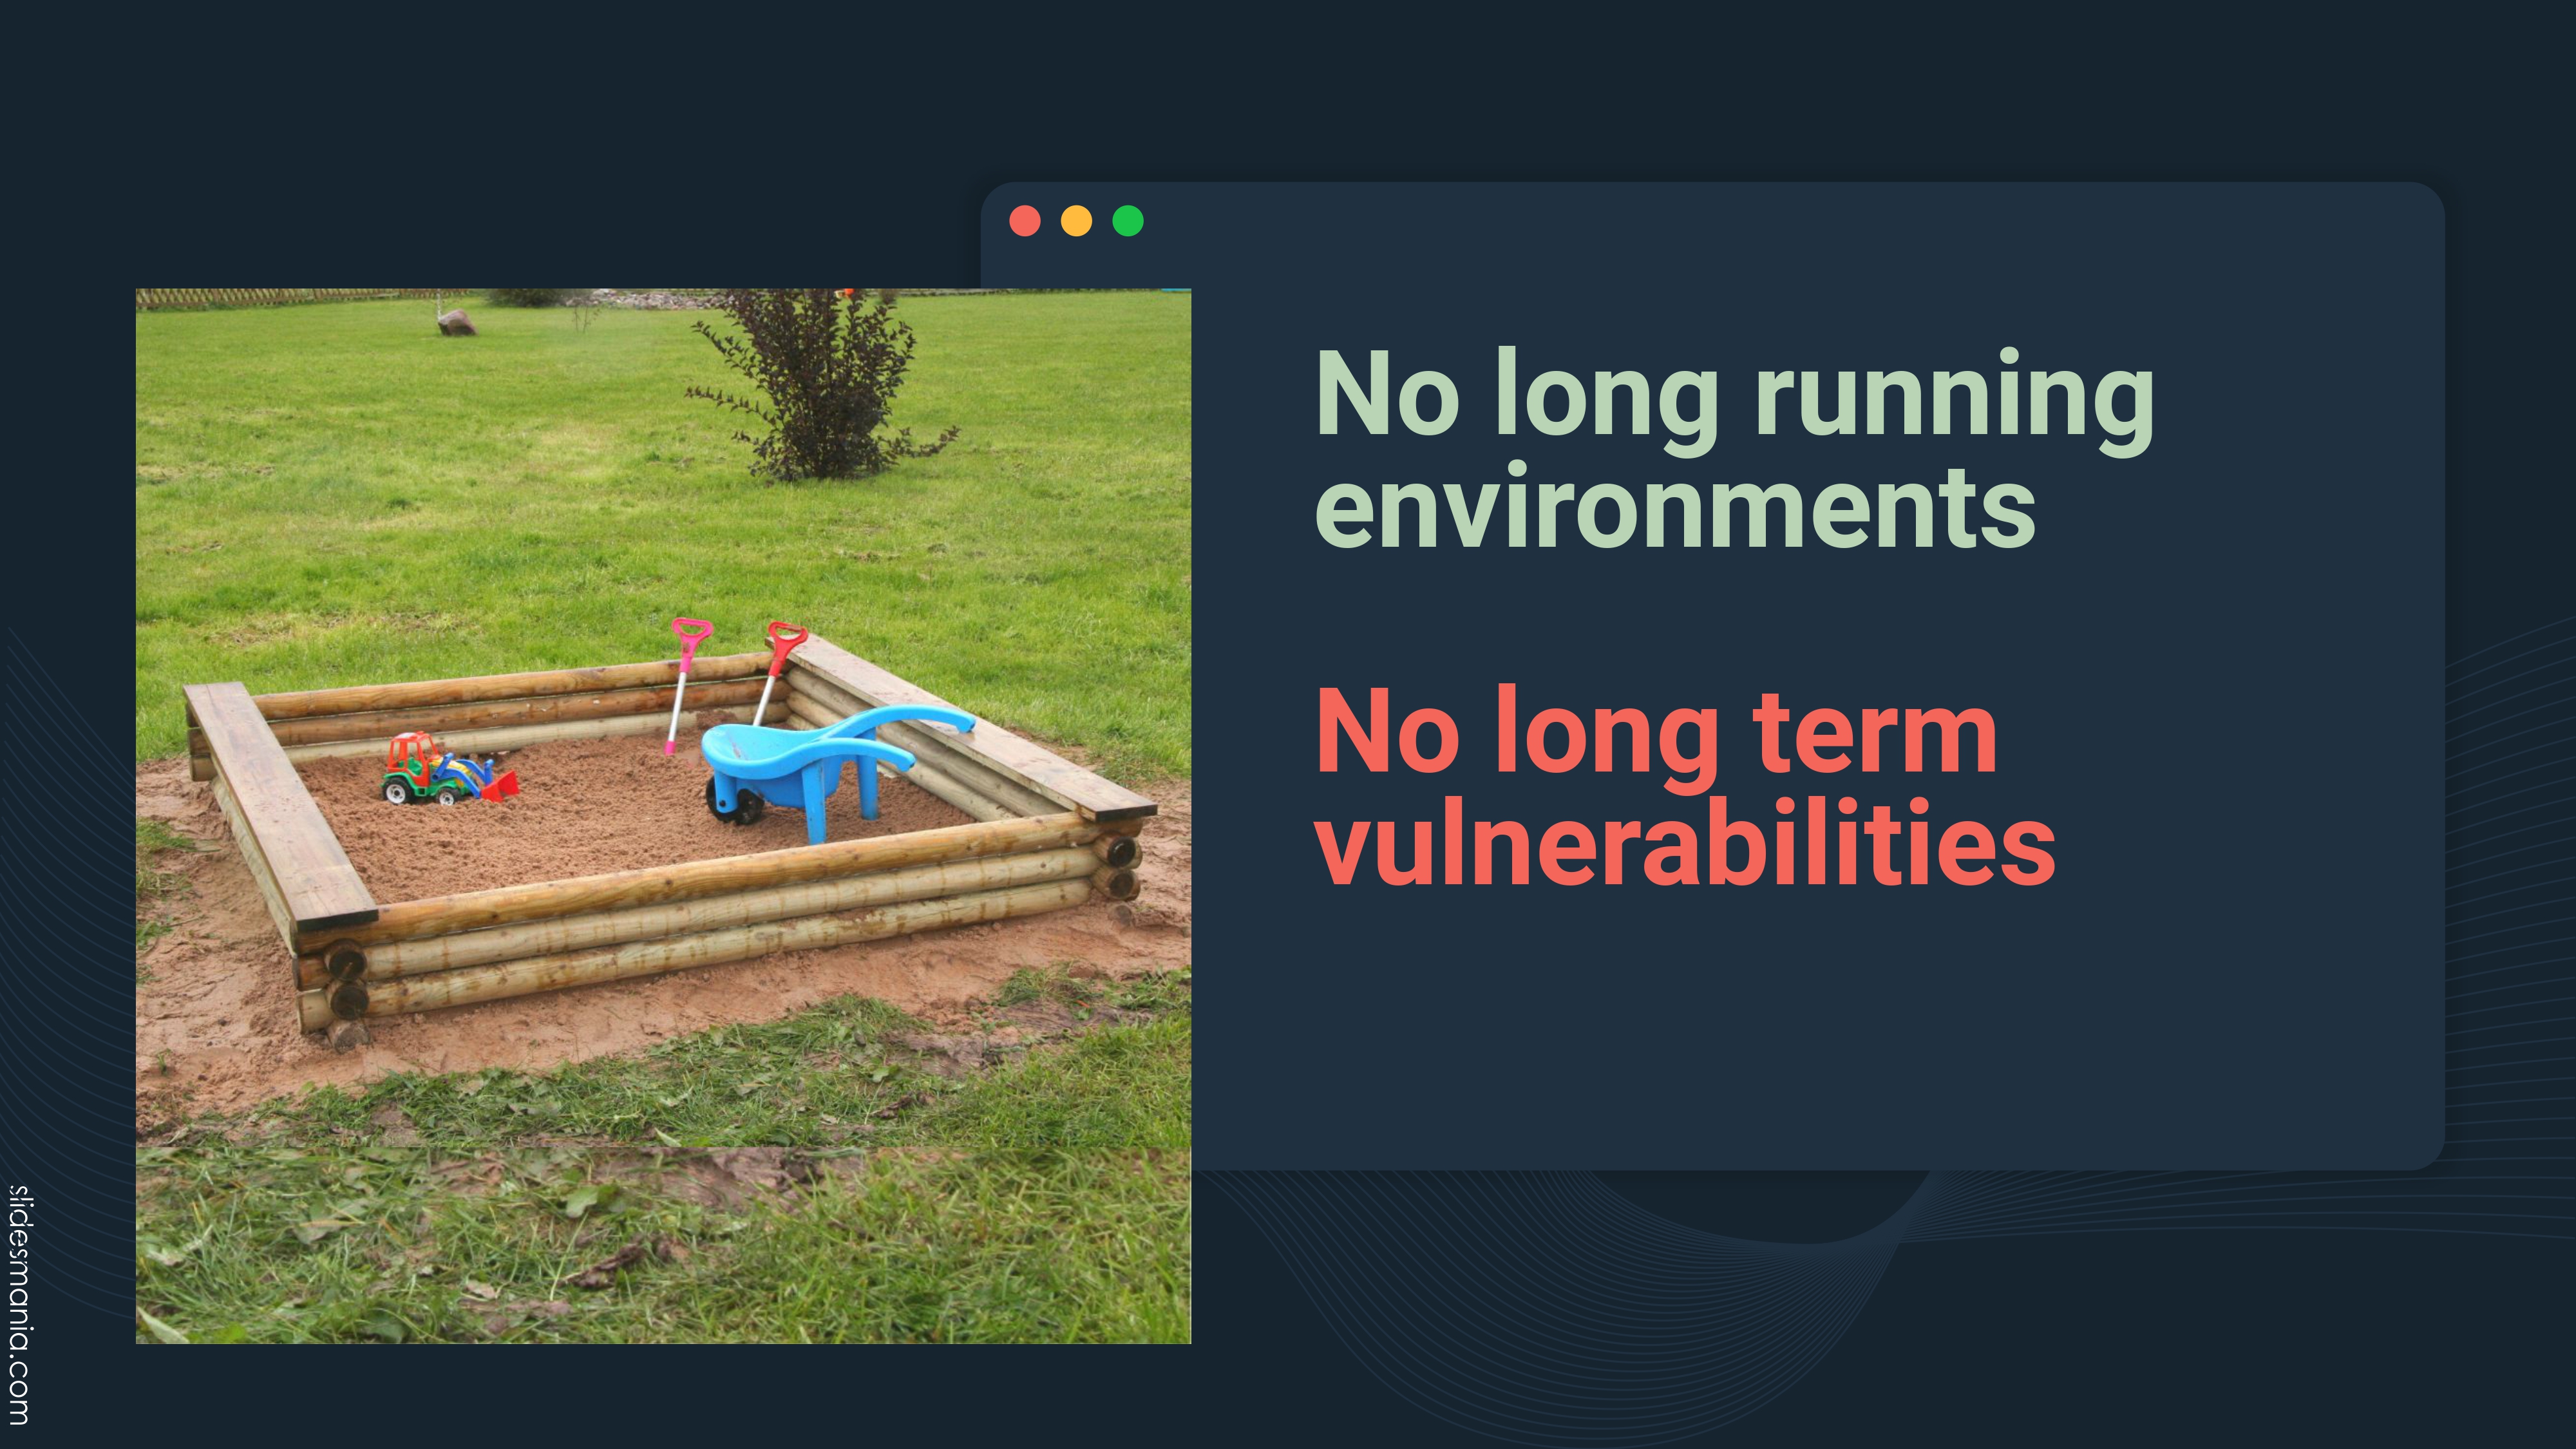 No long running
environments
No long term
vulnerabilities
slidesmania.com